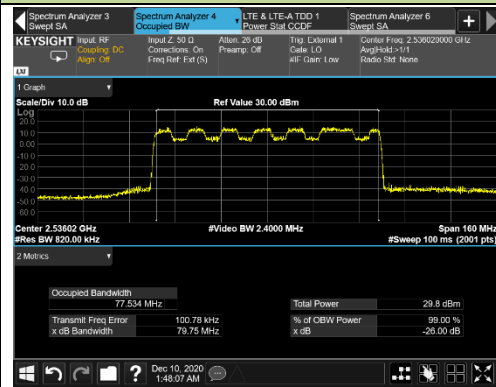 Spectrum Analyzer 3
Swept SA
Spectrum Analyzer 4
Occupied BW
LTE & LTE-A TDD 1
Power Stat CCDF
Spectrum Analyzer 6
Swept SA
+
KEYSIGHT
Input: RF
Coupling: DC
Align: Off
Input Z: 50 Ω
Corrections: On
Freq Ref: Ext (S)
Atten: 26 dB
Preamp: Off
Trig: External 1
Gate: LO
#IF Gain: Low
Center Freq: 2.536020000 GHz
Avg|Hold:>1/1
Radio Std: None
LXI
1 Graph
Scale/Div 10.0 dB
Ref Value 30.00 dBm
Log
20.0
10.0
0.00
-10.0
-20.0
-30.0
-40.0
-50.0
-60.0
Center 2.53602 GHz
#Video BW 2.4000 MHz
Span 160 MHz
#Res BW 820.00 kHz
#Sweep 100 ms (2001 pts)
2 Metrics
Occupied Bandwidth
77.534 MHz
Total Power 29.8 dBm
Transmit Freq Error 100.78 kHz
% of OBW Power 99.00 %
x dB Bandwidth 79.75 MHz
x dB -26.00 dB
?
Dec 10, 2020
1:48:07 AM